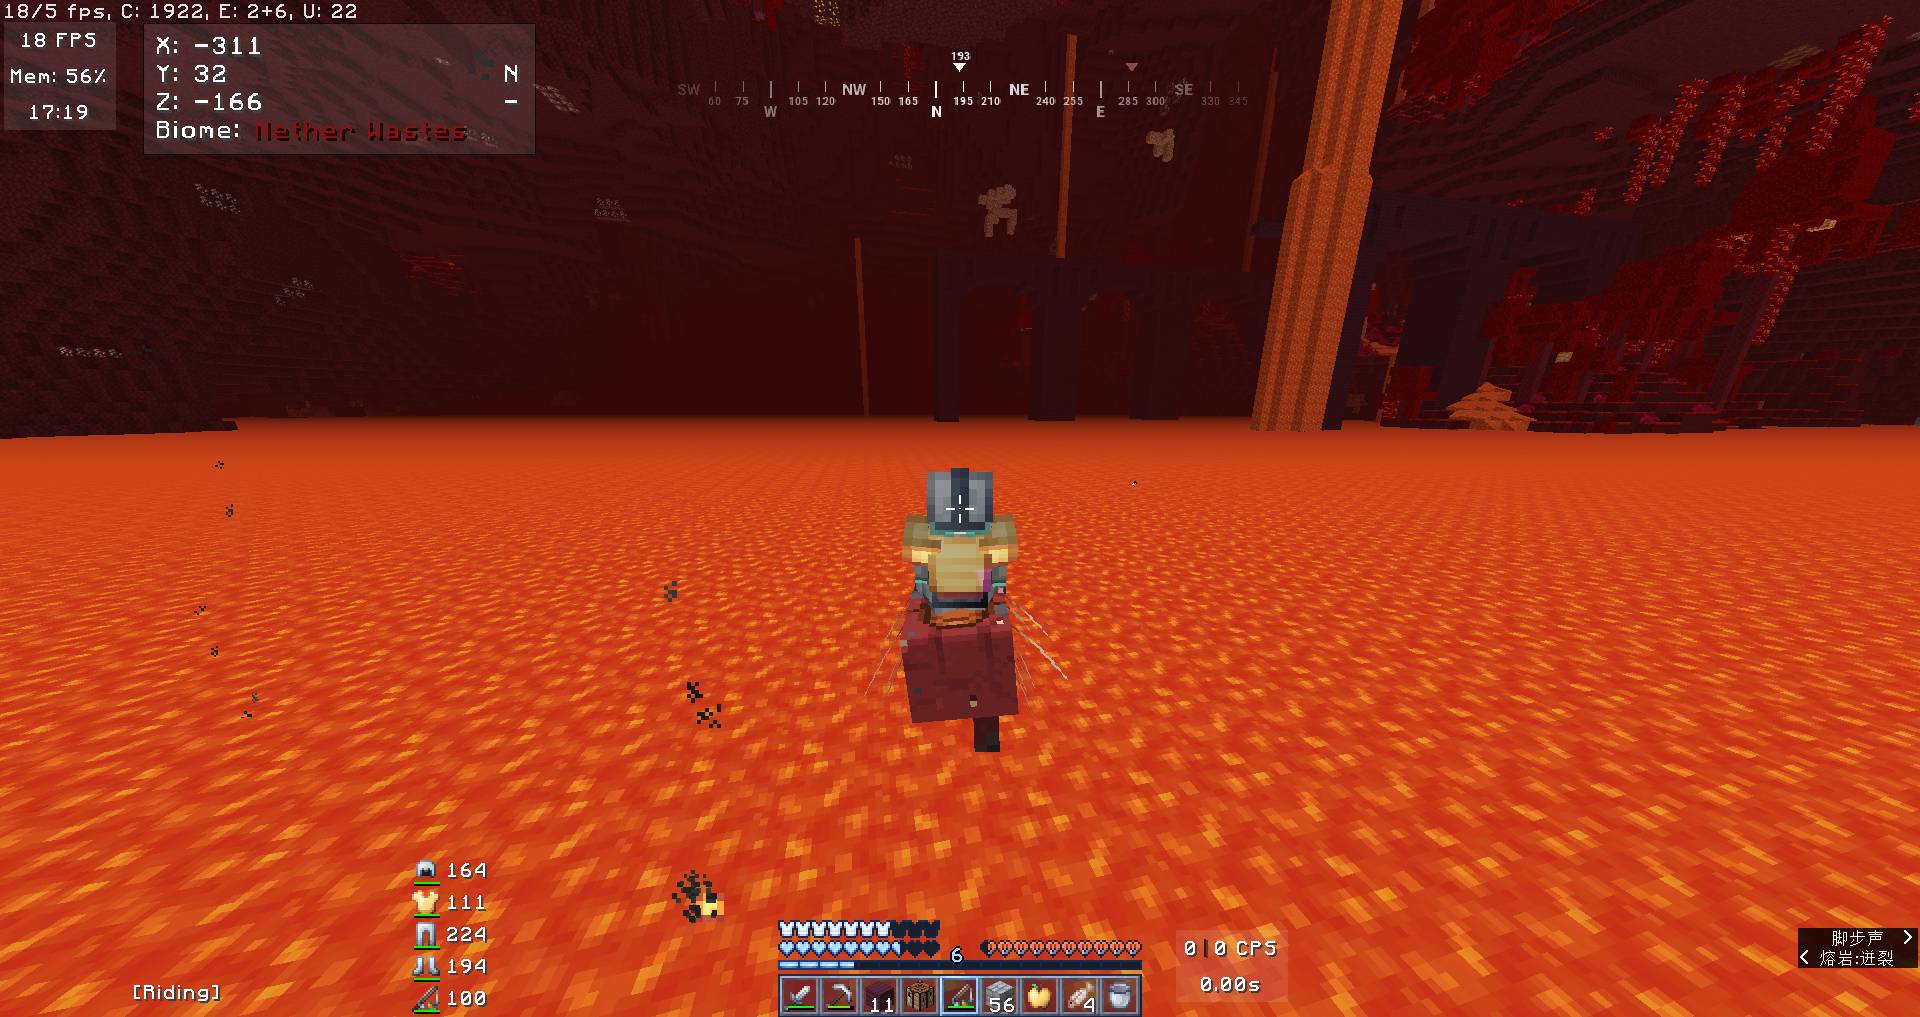 18/5 fps, C: 1922, E: 2+6, U: 22
18 FPS
Mem: 56%
17:19
X: -311
Y: 32 N
Z: -166 -
Biome: Nether Wastes
193
SW 60 75 W 105 120 NW 150 165 N 195 210 NE 240 255 E 285 300 SE 330 345
164
111
224
194
100
[Riding]
6
0|0 CPS
0.00s
11
56
4
脚步声 >
< 熔岩:迸裂